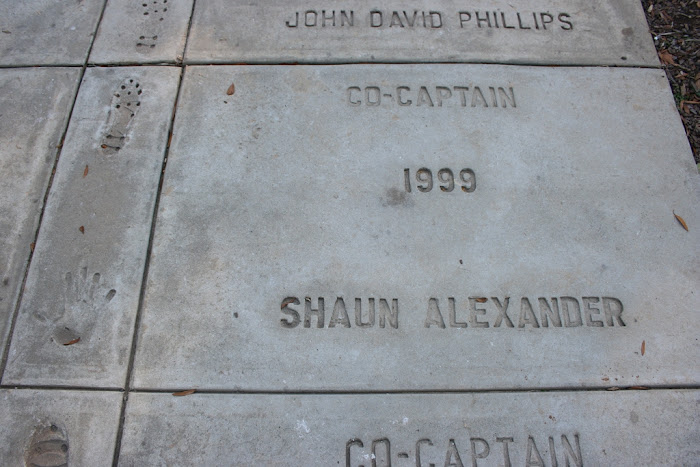 JOHN DAVID PHILLIPS
CO-CAPTAIN
1999
SHAUN ALEXANDER
CO-CAPTAIN